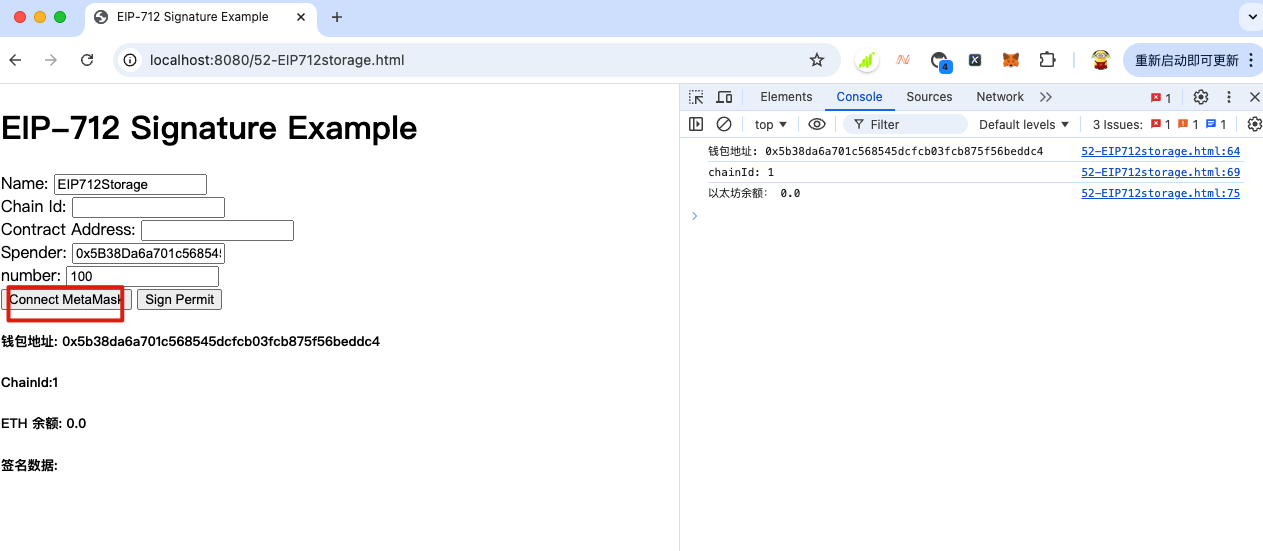 EIP-712 Signature Example
localhost:8080/52-EIP712storage.html
4
重新启动即可更新
EIP-712 Signature Example
Name: EIP712Storage
Chain Id:
Contract Address:
Spender: 0x5B38Da6a701c56854
number: 100
Connect MetaMask Sign Permit
钱包地址: 0x5b38da6a701c568545dcfcb03fcb875f56beddc4
ChainId:1
ETH 余额: 0.0
签名数据:
Elements Console Sources Network 1
top Filter Default levels 3 Issues: 1 1 1
钱包地址: 0x5b38da6a701c568545dcfcb03fcb875f56beddc4 52-EIP712storage.html:64
chainId: 1 52-EIP712storage.html:69
以太坊余额: 0.0 52-EIP712storage.html:75